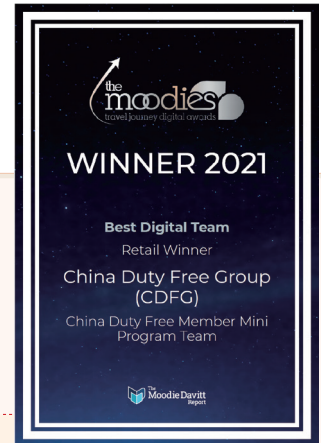 the
moodies
travel journey digital awards
WINNER 2021
Best Digital Team
Retail Winner
China Duty Free Group
(CDFG)
China Duty Free Member Mini
Program Team
The
Moodie Davitt
Report